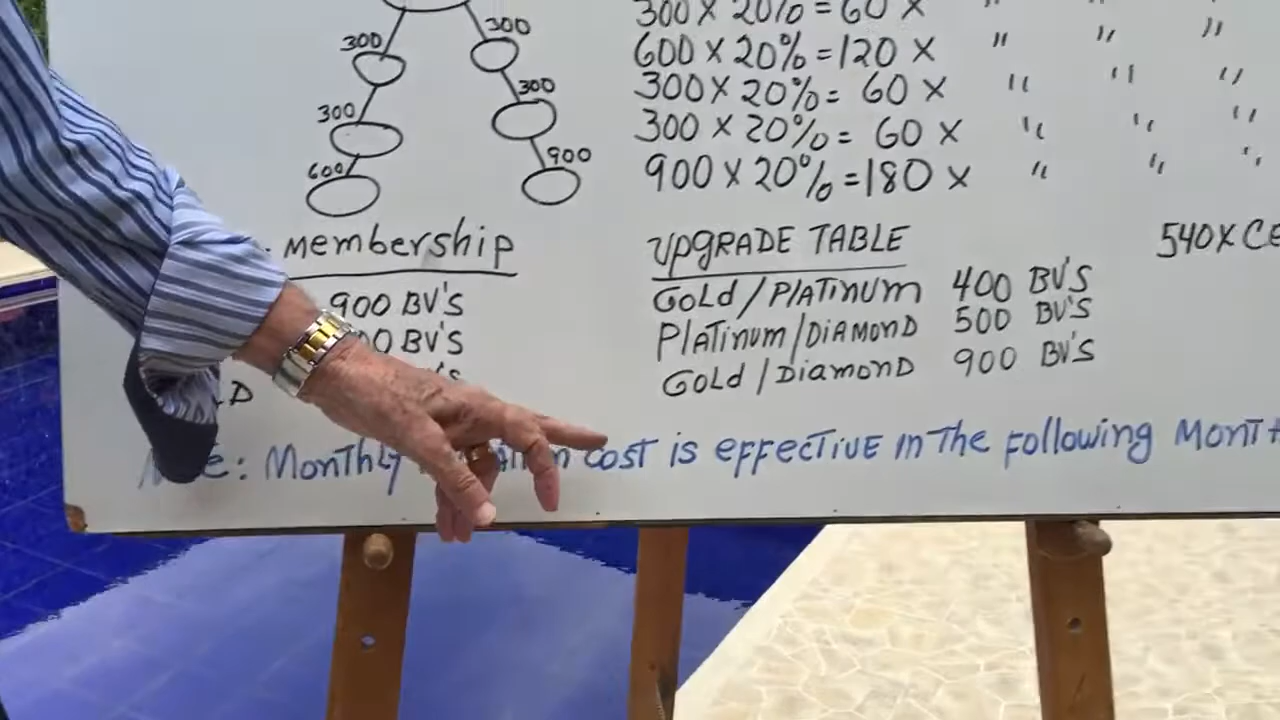 300 300
300 300
600 900
300 X 20% = 60 X " " "
600 X 20% = 120 X " " "
300 X 20% = 60 X " " "
300 X 20% = 60 X " " "
900 X 20% = 180 X " " "
membership
900 BV'S
BV'S
UpGRADE TABLE
GOLd / PLATINUM 400 BV'S
PLATINUM / DIAMOND 500 BV'S
GOLd / DIAMOND 900 BV'S
540 X
: MonThly cosT is effecTIVE in The Following